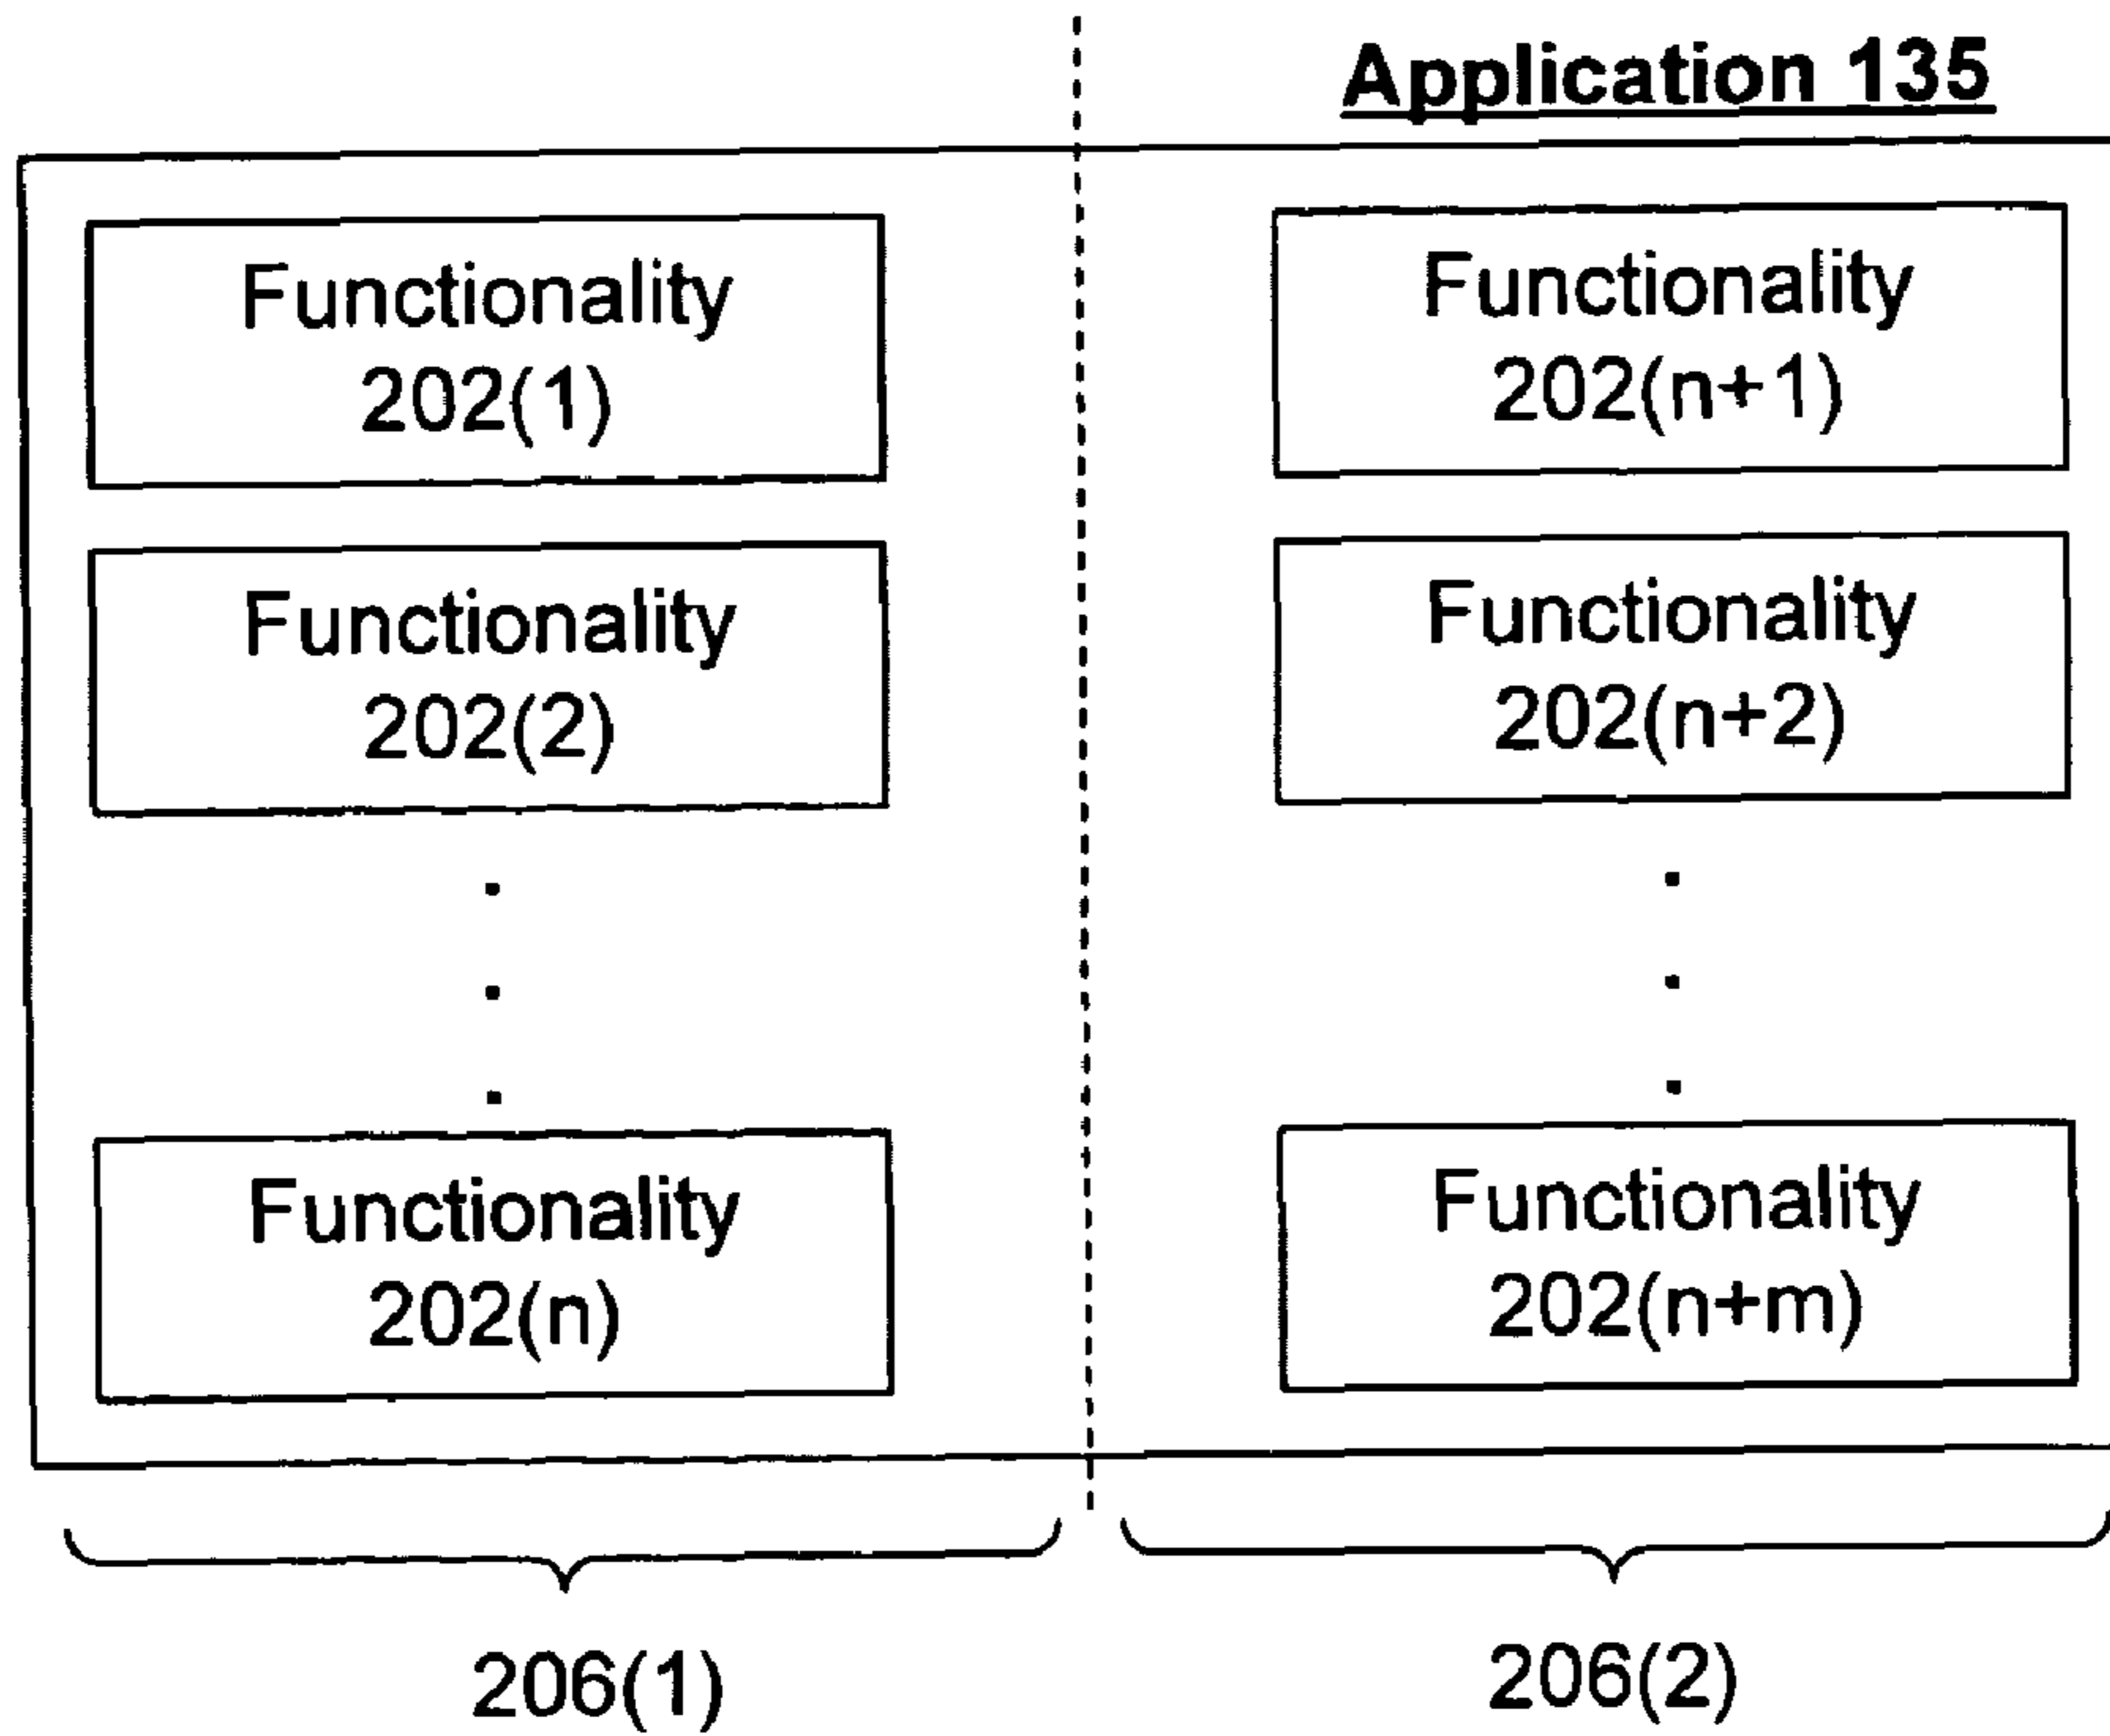 Application 135
Functionality
202(1)
Functionality
202(2)
Functionality
202(n)
Functionality
202(n+1)
Functionality
202(n+2)
Functionality
202(n+m)
206(1)
206(2)